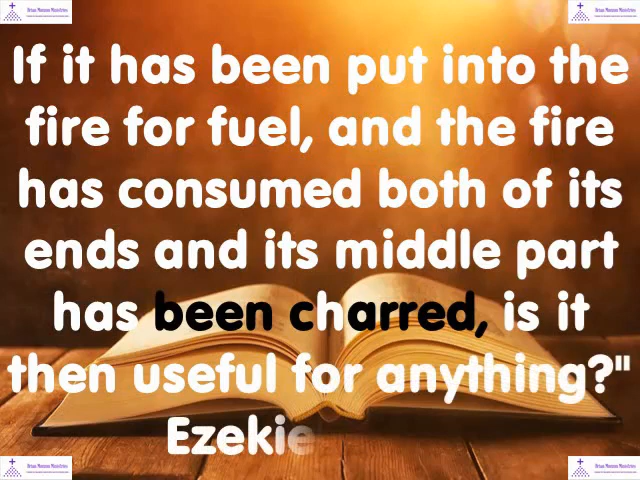 If it has been put into the
fire for fuel, and the fire
has consumed both of its
ends and its middle part
has been charred, is it
then useful for anything?"
Ezekie